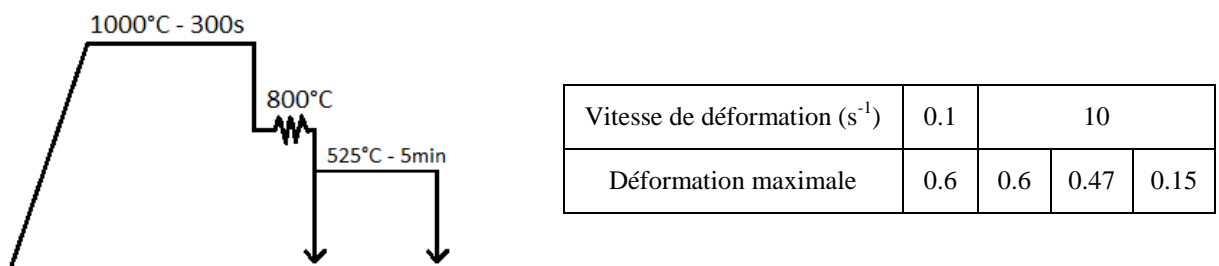 1000°C - 300s
800°C
525°C - 5min
Vitesse de déformation (s⁻¹) 0.1 10
Déformation maximale 0.6 0.6 0.47 0.15